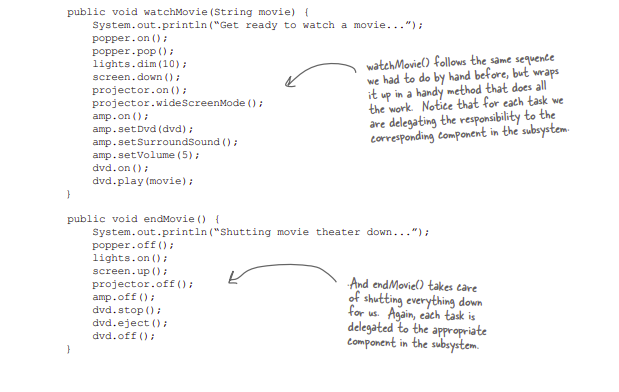 public void watchMovie(String movie) {
System.out.println(“Get ready to watch a movie...”);
popper.on();
popper.pop();
lights.dim(10);
screen.down();
projector.on();
projector.wideScreenMode();
amp.on();
amp.setDvd(dvd);
amp.setSurroundSound();
amp.setVolume(5);
dvd.on();
dvd.play(movie);
}
watchMovie() follows the same sequence
we had to do by hand before, but wraps
it up in a handy method that does all
the work. Notice that for each task we
are delegating the responsibility to the
corresponding component in the subsystem.
public void endMovie() {
System.out.println(“Shutting movie theater down...”);
popper.off();
lights.on();
screen.up();
projector.off();
amp.off();
dvd.stop();
dvd.eject();
dvd.off();
}
And endMovie() takes care
of shutting everything down
for us. Again, each task is
delegated to the appropriate
component in the subsystem.